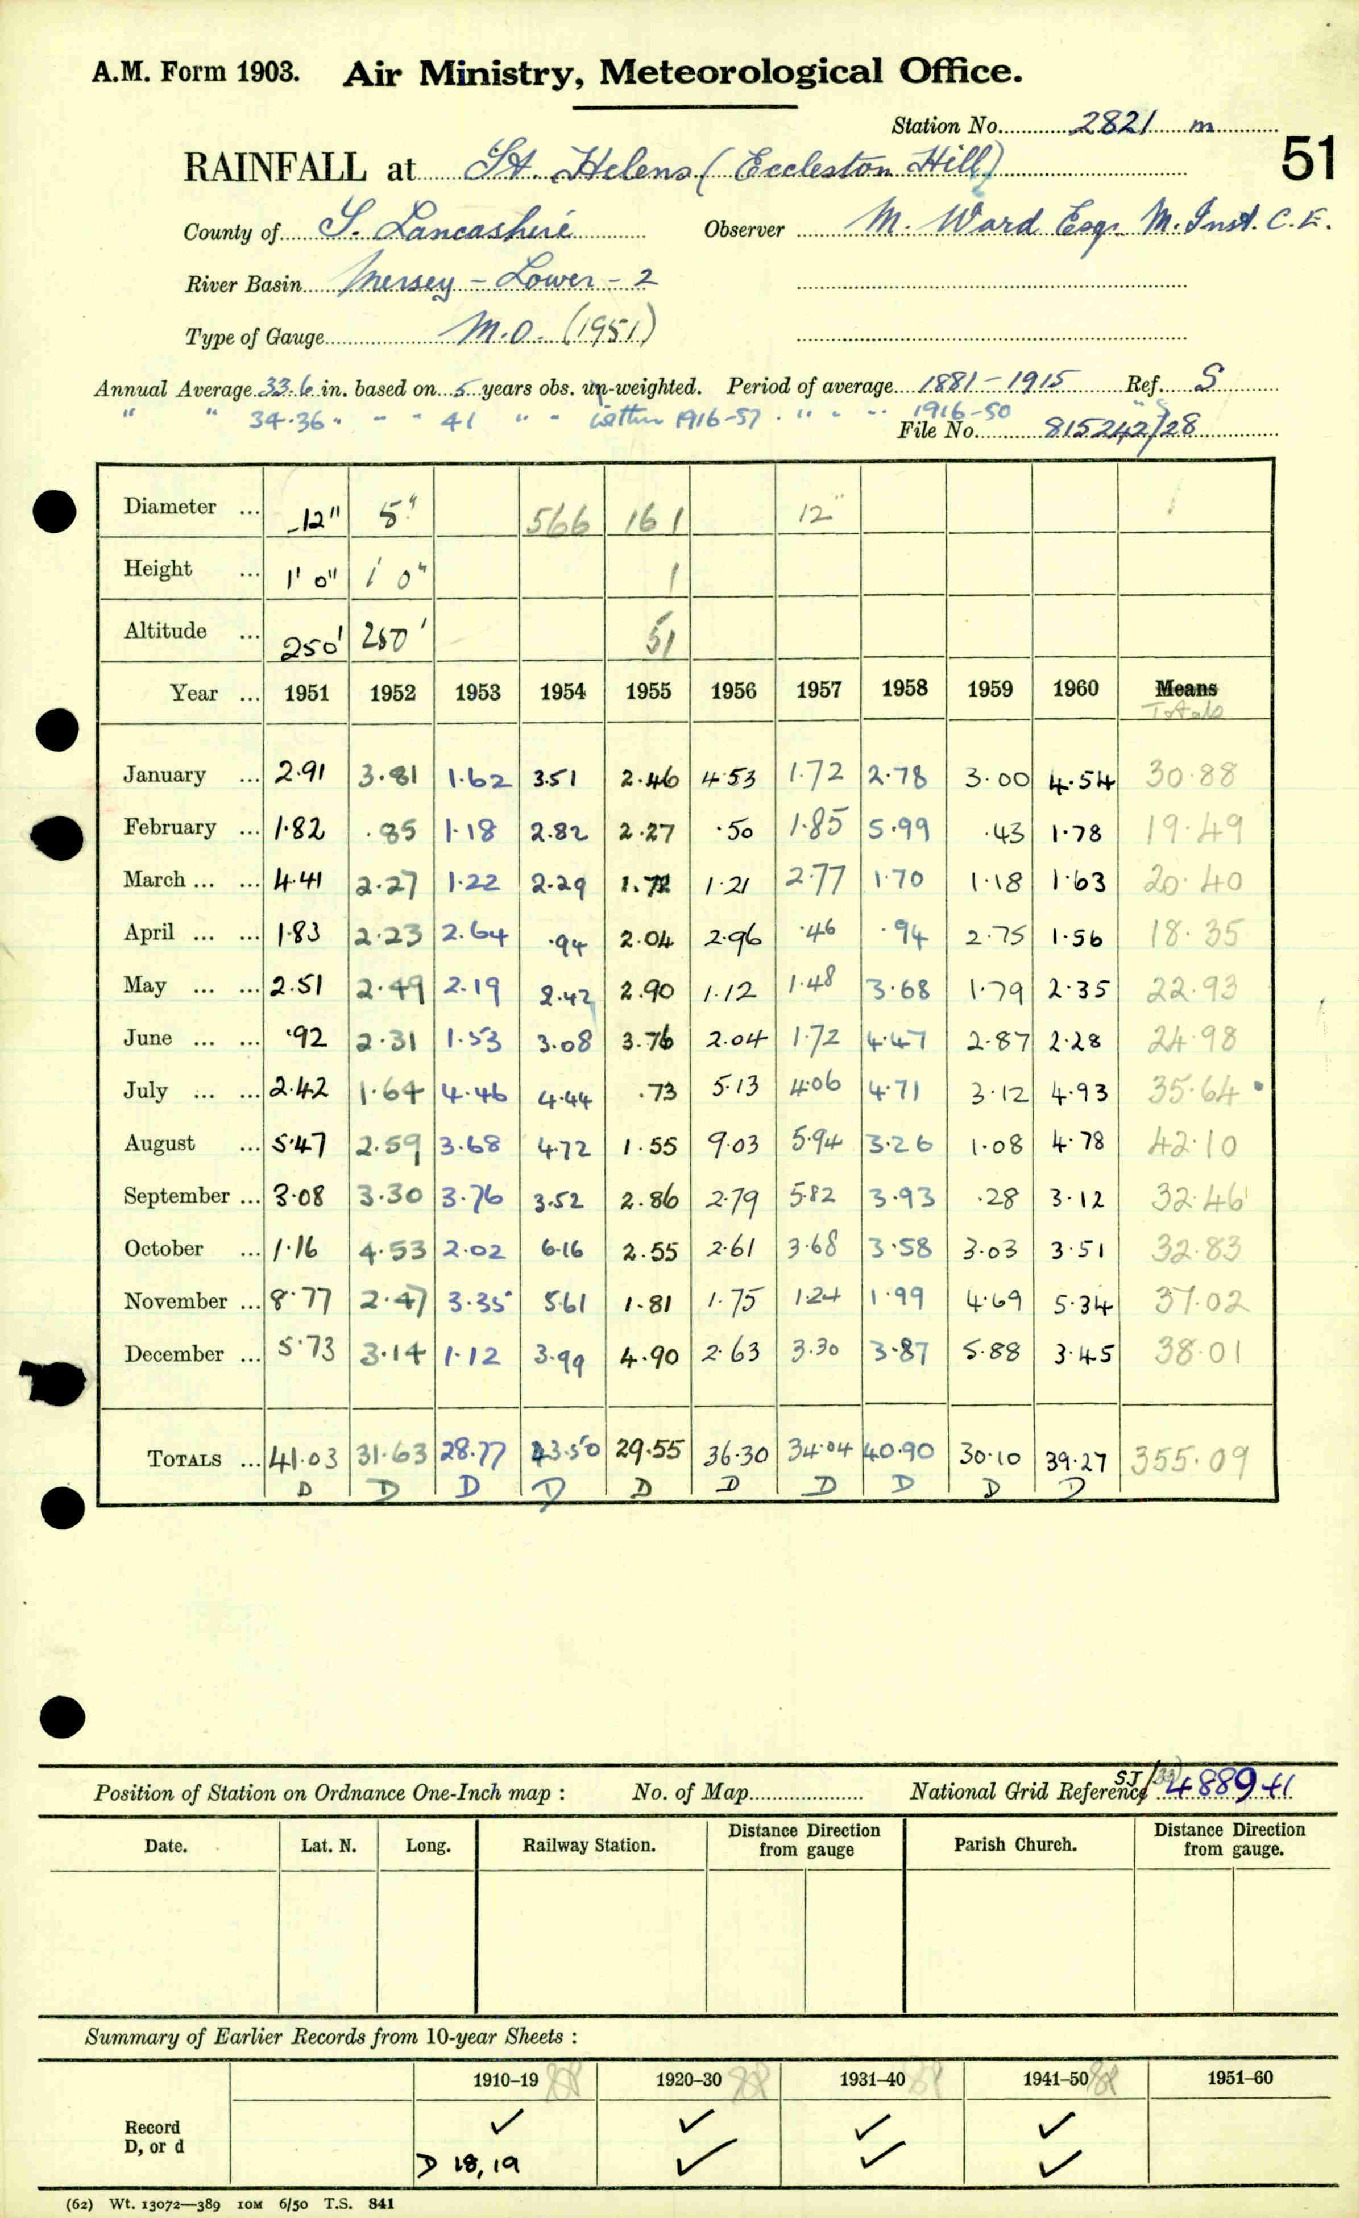 A.M. Form 1903. Air Ministry, Meteorological Office.
Station No. 2821 m
51
RAINFALL at St. Helens (Eccleston Hill)
County of S. Lancashire Observer M. Ward Esq. M. Inst. C.E.
River Basin Mersey - Lower - 2
Type of Gauge M.O. (1951)
Annual Average 33.6 in. based on 5 years obs. un-weighted. Period of average 1881-1915 Ref. S
" " 34.36 " - - " 41 " " - within 1916-57 . " " - " 1916-50
File No. 815242/28
Diameter ... 12" 5" 566 161 12"
Height ... 1' 0" 1' 0" 1
Altitude ... 250' 250' 51
Year ... 1951 1952 1953 1954 1955 1956 1957 1958 1959 1960 Means
Totals
January ... 2.91 3.81 1.62 3.51 2.46 4.53 1.72 2.78 3.00 4.54 30.88
February ... 1.82 .85 1.18 2.82 2.27 .50 1.85 5.99 .43 1.78 19.49
March ... ... 4.41 2.27 1.22 2.29 1.72 1.21 2.77 1.70 1.18 1.63 20.40
April ... ... 1.83 2.23 2.64 .94 2.04 2.96 .46 .94 2.75 1.56 18.35
May ... ... 2.51 2.49 2.19 2.42 2.90 1.12 1.48 3.68 1.79 2.35 22.93
June ... ... .92 2.31 1.53 3.08 3.76 2.04 1.72 4.47 2.87 2.28 24.98
July ... ... 2.42 1.64 4.46 4.44 .73 5.13 4.06 4.71 3.12 4.93 35.64
August ... 5.47 2.59 3.68 4.72 1.55 9.03 5.94 3.26 1.08 4.78 42.10
September ... 3.08 3.30 3.76 3.52 2.86 2.79 5.82 3.93 .28 3.12 32.46
October ... 1.16 4.53 2.02 6.16 2.55 2.61 3.68 3.58 3.03 3.51 32.83
November ... 8.77 2.47 3.35 5.61 1.81 1.75 1.24 1.99 4.69 5.34 37.02
December ... 5.73 3.14 1.12 3.99 4.90 2.63 3.30 3.87 5.88 3.45 38.01
TOTALS ... 41.03 31.63 28.77 43.50 29.55 36.30 34.04 40.90 30.10 39.27 355.09
D D D D D D D D D D
Position of Station on Ordnance One-Inch map : No. of Map National Grid Reference SJ/(33) 488941
Date. Lat. N. Long. Railway Station. Distance from Direction gauge Parish Church. Distance from Direction gauge.
Summary of Earlier Records from 10-year Sheets :
1910–19 1920–30 1931–40 1941–50 1951–60
Record ✓ ✓ ✓ ✓
D, or d D 18, 19 ✓ ✓ ✓
(62) Wt. 13072—389 10M 6/50 T.S. 841